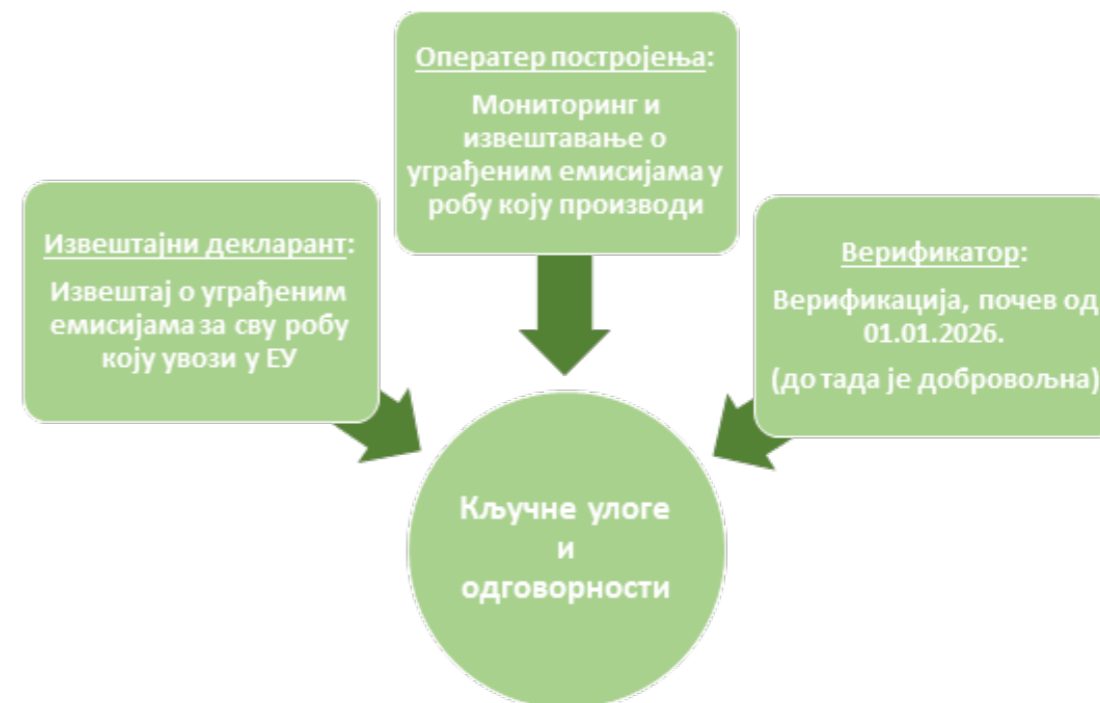 Оператер постројења:
Мониторинг и
извештавање о
уграђеним емисијама у
робу коју производи
Извештајни декларант:
Извештај о уграђеним
емисијама за сву робу
коју увози у ЕУ
Верификатор:
Верификација, почев од
01.01.2026.
(до тада је добровољна)
Кључне улоге
и
одговорности